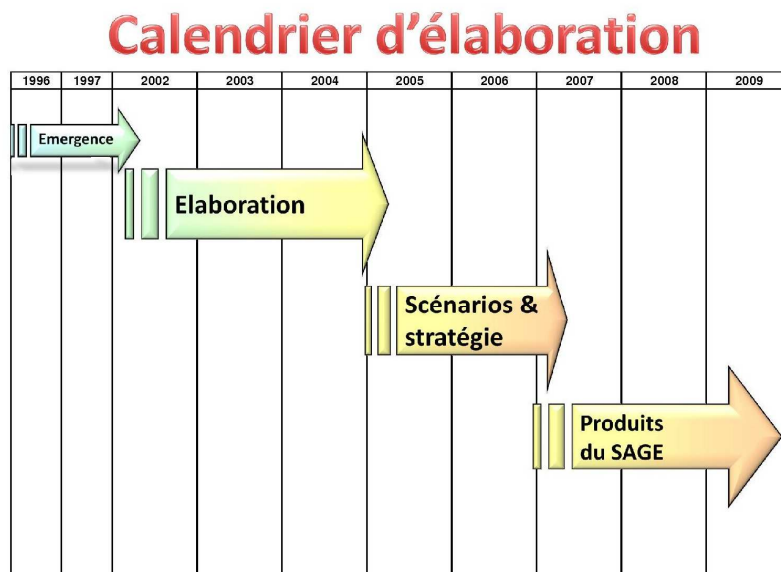 Calendrier d'élaboration
1996 1997 2002 2003 2004 2005 2006 2007 2008 2009
Emergence
Elaboration
Scénarios &
stratégie
Produits
du SAGE